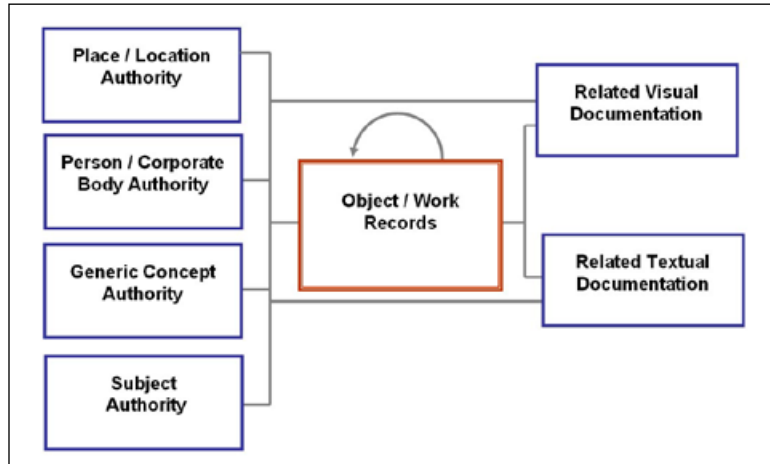 Place / Location
Authority
Person / Corporate
Body Authority
Generic Concept
Authority
Subject
Authority
Object / Work
Records
Related Visual
Documentation
Related Textual
Documentation